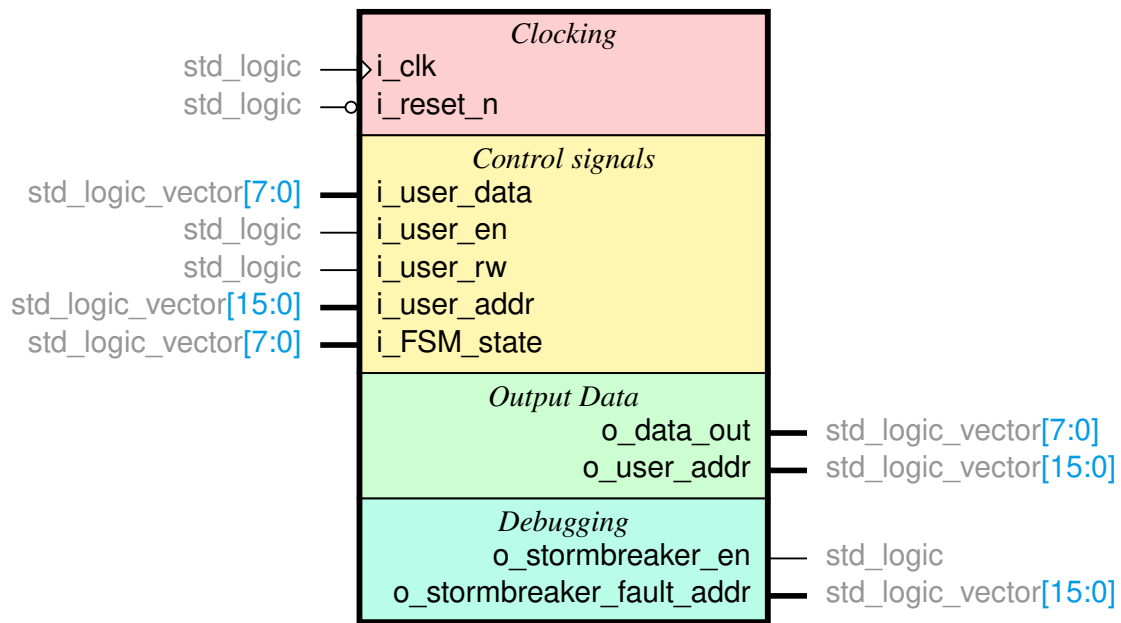 Clocking
std_logic i_clk
std_logic i_reset_n
Control signals
std_logic_vector[7:0] i_user_data
std_logic i_user_en
std_logic i_user_rw
std_logic_vector[15:0] i_user_addr
std_logic_vector[7:0] i_FSM_state
Output Data
o_data_out std_logic_vector[7:0]
o_user_addr std_logic_vector[15:0]
Debugging
o_stormbreaker_en std_logic
o_stormbreaker_fault_addr std_logic_vector[15:0]